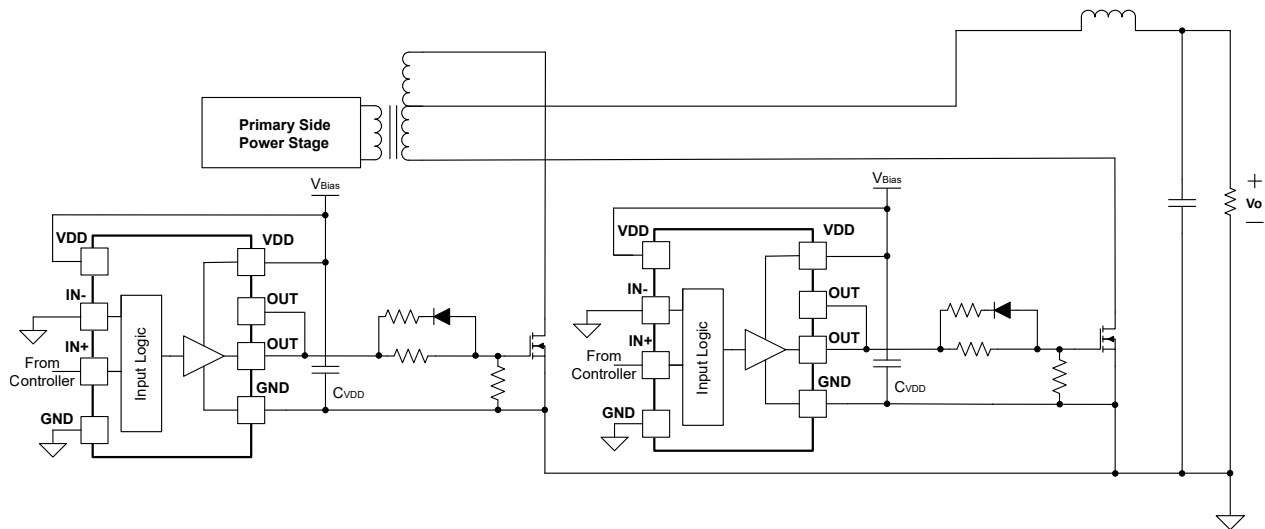 Primary Side
Power Stage
+
Vo
−
VBias
VDD
VDD
IN-
OUT
IN+
OUT
From
Controller
Input Logic
GND
GND
CVDD
VBias
VDD
VDD
IN-
OUT
IN+
OUT
From
Controller
Input Logic
GND
GND
CVDD